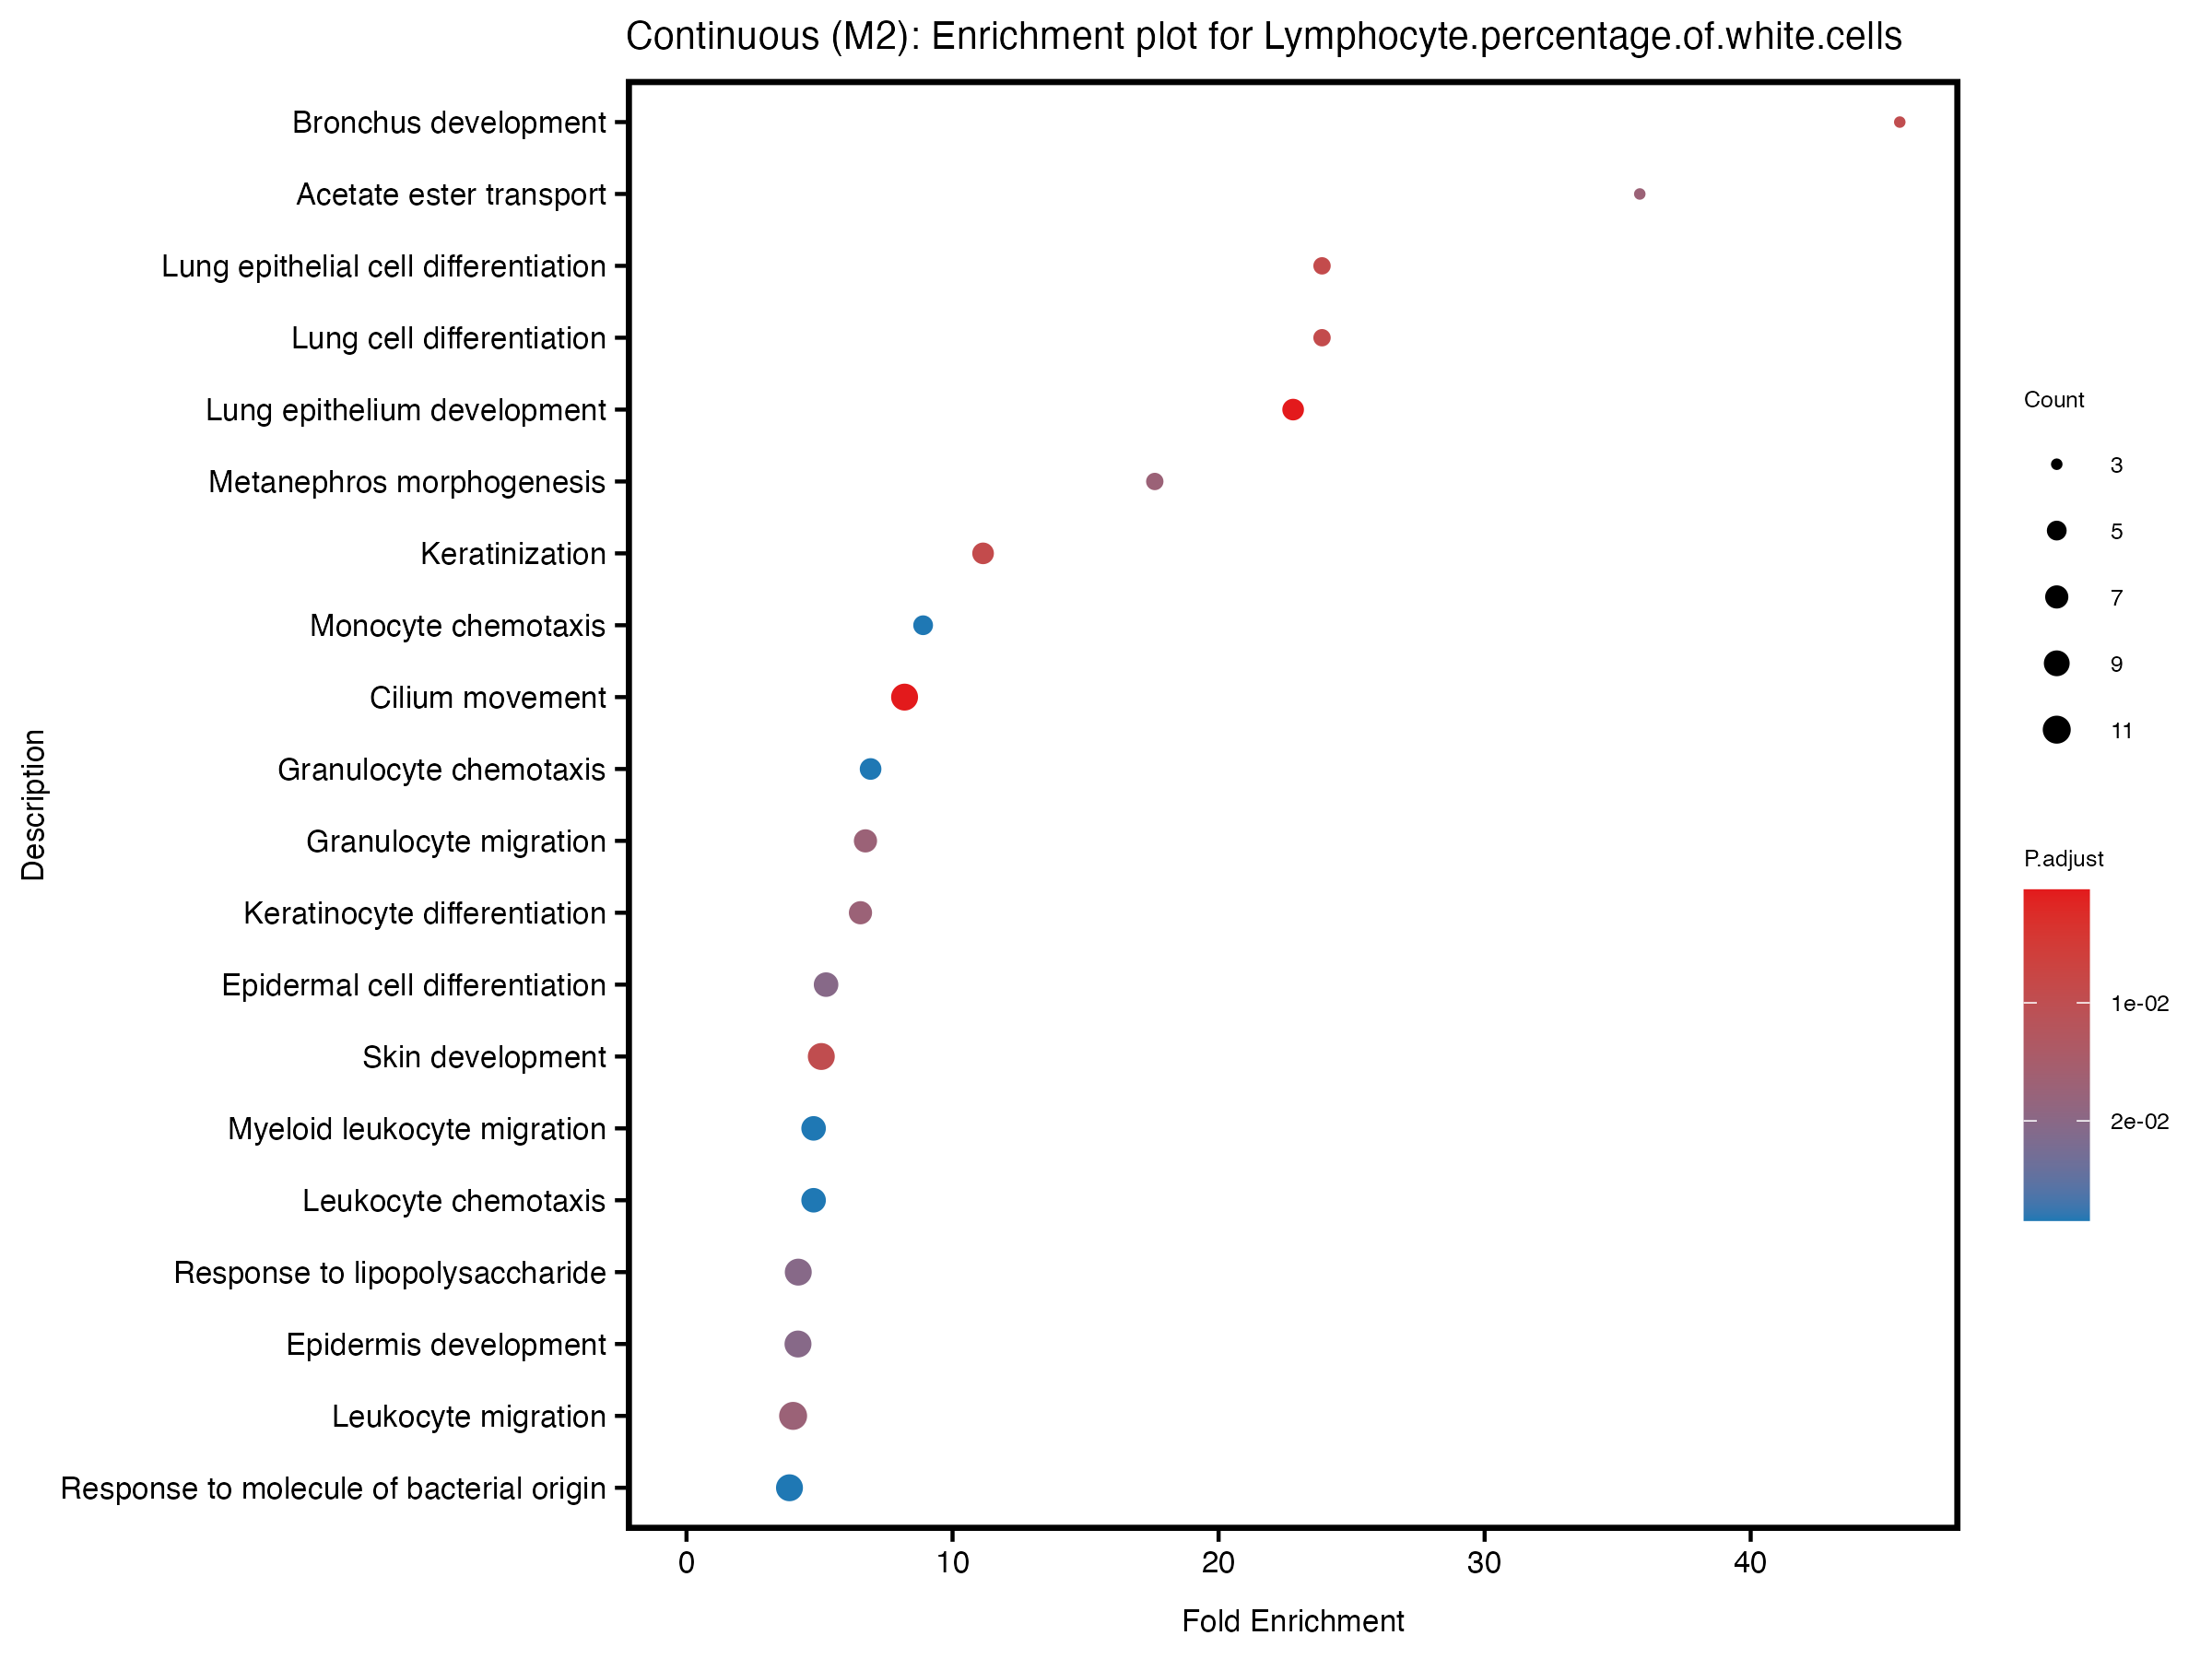 Continuous (M2): Enrichment plot for Lymphocyte.percentage.of.white.cells
Description
Bronchus development
Acetate ester transport
Lung epithelial cell differentiation
Lung cell differentiation
Lung epithelium development
Metanephros morphogenesis
Keratinization
Monocyte chemotaxis
Cilium movement
Granulocyte chemotaxis
Granulocyte migration
Keratinocyte differentiation
Epidermal cell differentiation
Skin development
Myeloid leukocyte migration
Leukocyte chemotaxis
Response to lipopolysaccharide
Epidermis development
Leukocyte migration
Response to molecule of bacterial origin
0 10 20 30 40
Fold Enrichment
Count
3
5
7
9
11
P.adjust
1e-02
2e-02